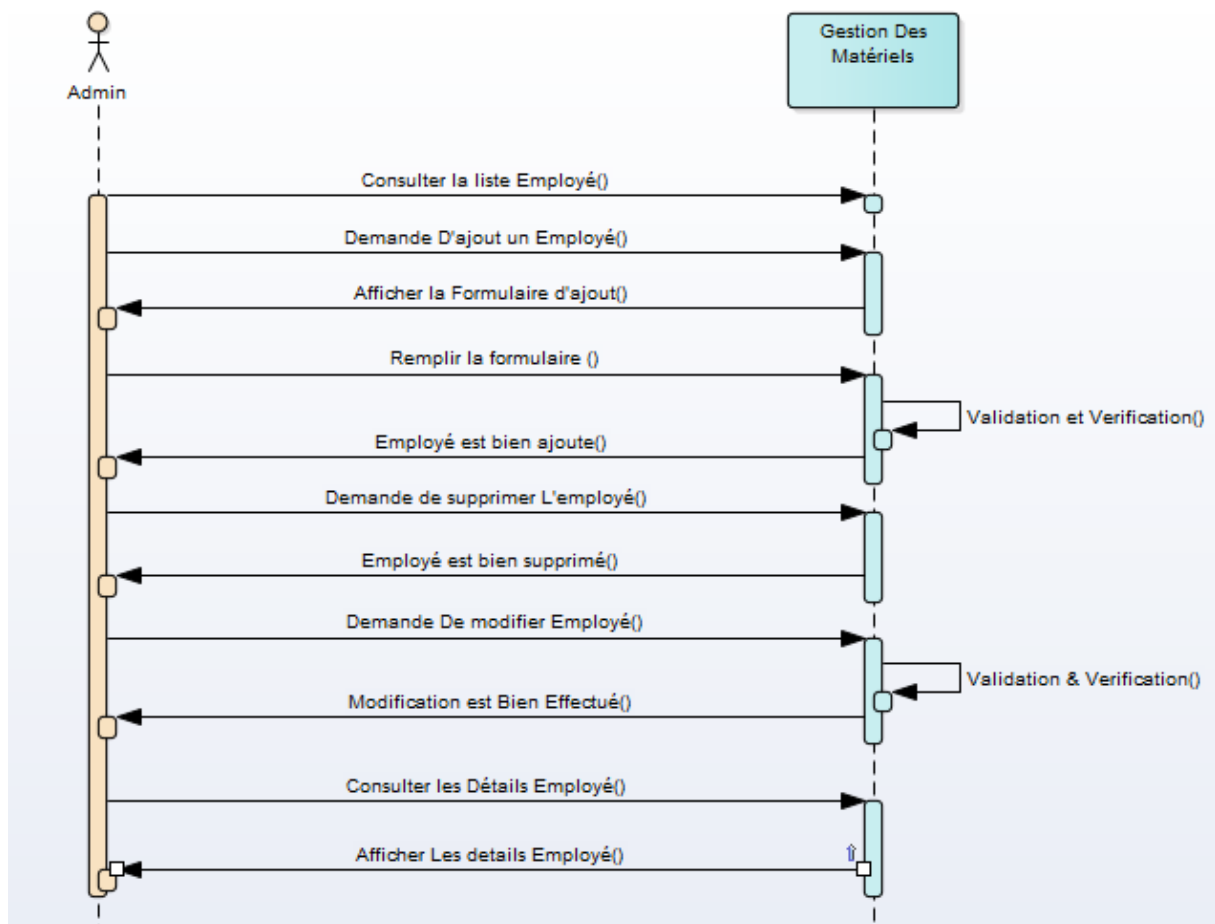 Gestion Des
Matériels
Admin
Consulter la liste Employé()
Demande D'ajout un Employé()
Afficher la Formulaire d'ajout()
Remplir la formulaire ()
Validation et Verification()
Employé est bien ajoute()
Demande de supprimer L'employé()
Employé est bien supprimé()
Demande De modifier Employé()
Validation & Verification()
Modification est Bien Effectué()
Consulter les Détails Employé()
Afficher Les details Employé()